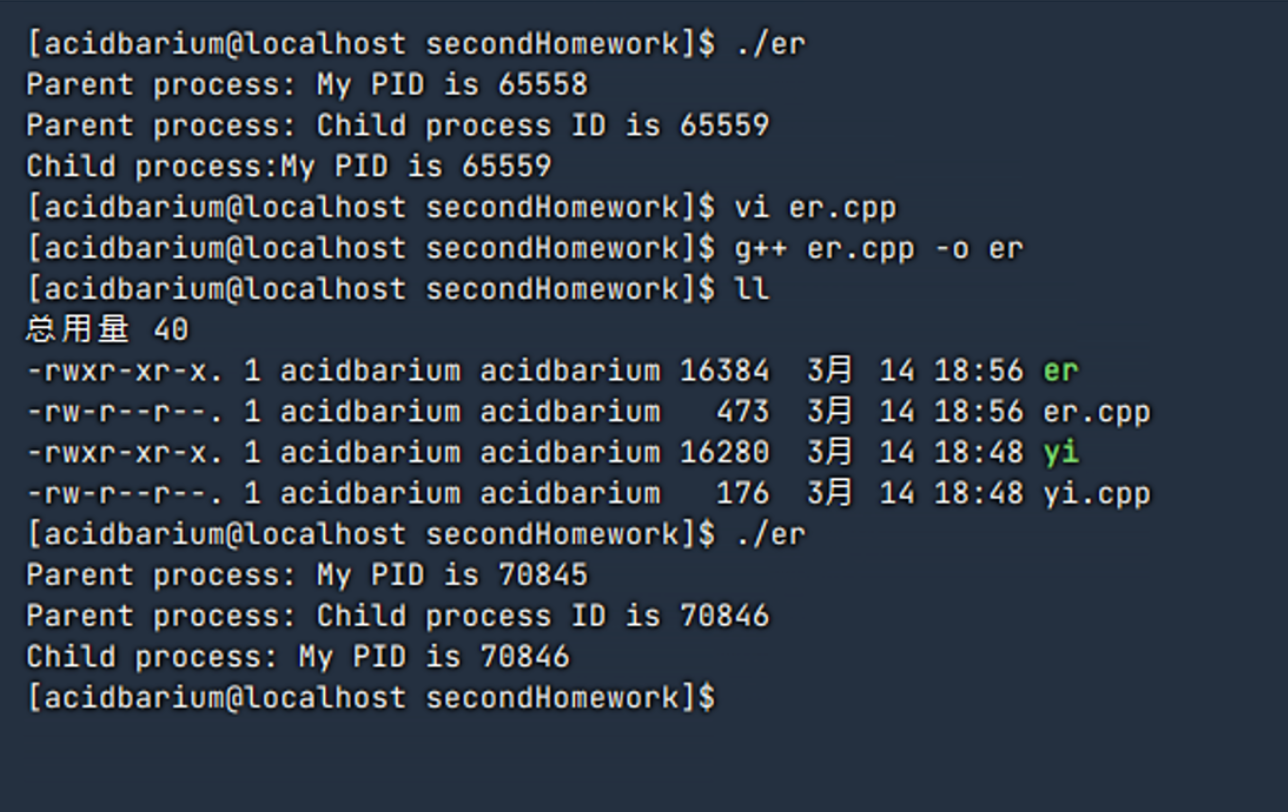 [acidbarium@localhost secondHomework]$ ./er
Parent process: My PID is 65558
Parent process: Child process ID is 65559
Child process:My PID is 65559
[acidbarium@localhost secondHomework]$ vi er.cpp
[acidbarium@localhost secondHomework]$ g++ er.cpp -o er
[acidbarium@localhost secondHomework]$ ll
总用量 40
-rwxr-xr-x. 1 acidbarium acidbarium 16384  3月  14 18:56 er
-rw-r--r--. 1 acidbarium acidbarium   473  3月  14 18:56 er.cpp
-rwxr-xr-x. 1 acidbarium acidbarium 16280  3月  14 18:48 yi
-rw-r--r--. 1 acidbarium acidbarium   176  3月  14 18:48 yi.cpp
[acidbarium@localhost secondHomework]$ ./er
Parent process: My PID is 70845
Parent process: Child process ID is 70846
Child process: My PID is 70846
[acidbarium@localhost secondHomework]$